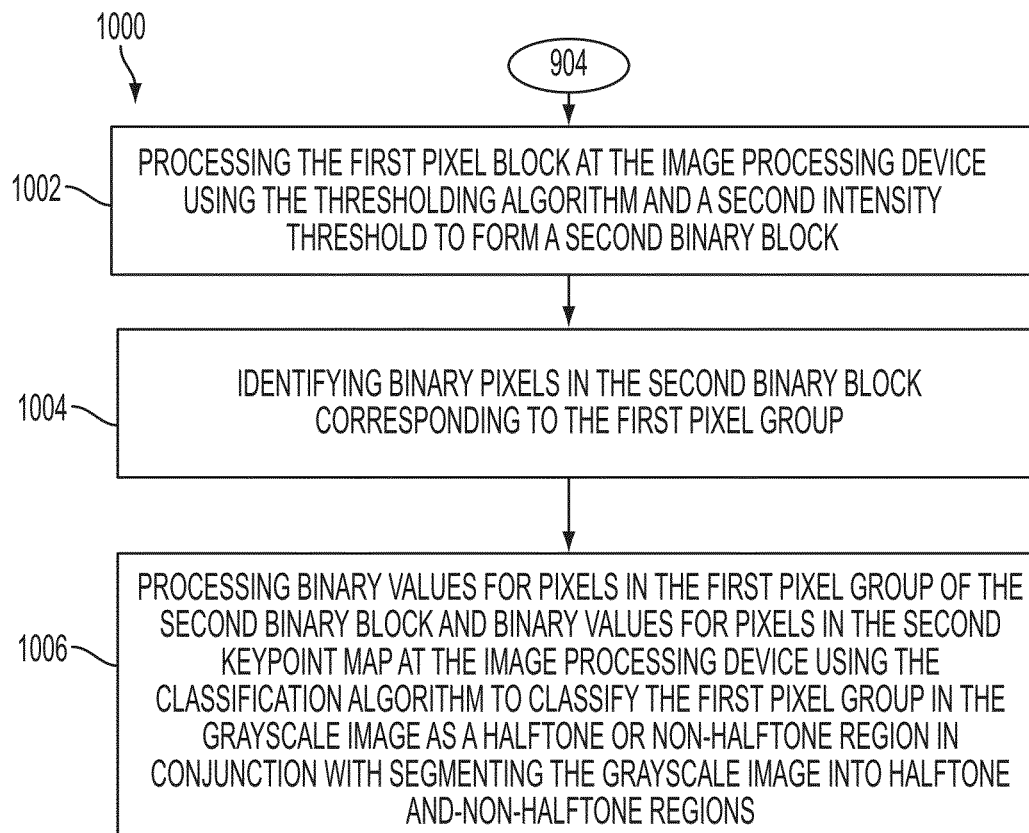 1000
904
1002
PROCESSING THE FIRST PIXEL BLOCK AT THE IMAGE PROCESSING DEVICE
USING THE THRESHOLDING ALGORITHM AND A SECOND INTENSITY
THRESHOLD TO FORM A SECOND BINARY BLOCK
1004
IDENTIFYING BINARY PIXELS IN THE SECOND BINARY BLOCK
CORRESPONDING TO THE FIRST PIXEL GROUP
1006
PROCESSING BINARY VALUES FOR PIXELS IN THE FIRST PIXEL GROUP OF THE
SECOND BINARY BLOCK AND BINARY VALUES FOR PIXELS IN THE SECOND
KEYPOINT MAP AT THE IMAGE PROCESSING DEVICE USING THE
CLASSIFICATION ALGORITHM TO CLASSIFY THE FIRST PIXEL GROUP IN THE
GRAYSCALE IMAGE AS A HALFTONE OR NON-HALFTONE REGION IN
CONJUNCTION WITH SEGMENTING THE GRAYSCALE IMAGE INTO HALFTONE
AND-NON-HALFTONE REGIONS